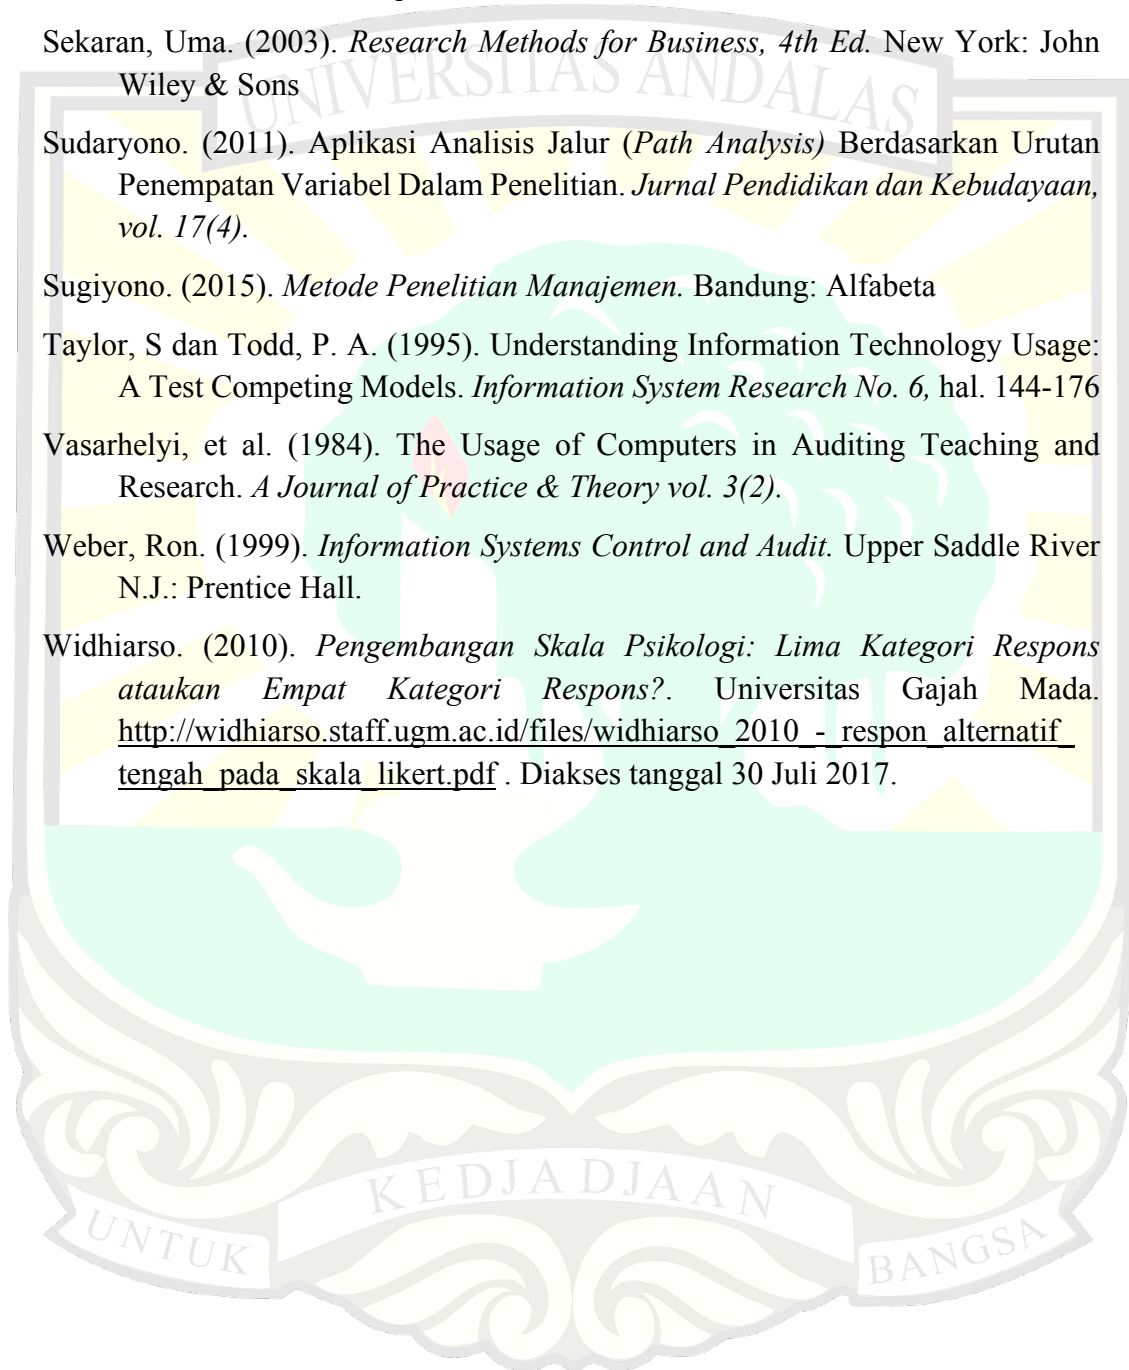 Sekaran, Uma. (2003). Research Methods for Business, 4th Ed. New York: John
Wiley & Sons
Sudaryono. (2011). Aplikasi Analisis Jalur (Path Analysis) Berdasarkan Urutan
Penempatan Variabel Dalam Penelitian. Jurnal Pendidikan dan Kebudayaan,
vol. 17(4).
Sugiyono. (2015). Metode Penelitian Manajemen. Bandung: Alfabeta
Taylor, S dan Todd, P. A. (1995). Understanding Information Technology Usage:
A Test Competing Models. Information System Research No. 6, hal. 144-176
Vasarhelyi, et al. (1984). The Usage of Computers in Auditing Teaching and
Research. A Journal of Practice & Theory vol. 3(2).
Weber, Ron. (1999). Information Systems Control and Audit. Upper Saddle River
N.J.: Prentice Hall.
Widhiarso. (2010). Pengembangan Skala Psikologi: Lima Kategori Respons
ataukan Empat Kategori Respons?. Universitas Gajah Mada.
http://widhiarso.staff.ugm.ac.id/files/widhiarso_2010_-_respon_alternatif_
tengah_pada_skala_likert.pdf . Diakses tanggal 30 Juli 2017.
UNIVERSITAS ANDALAS
UNTUK KEDJADJAAN BANGSA